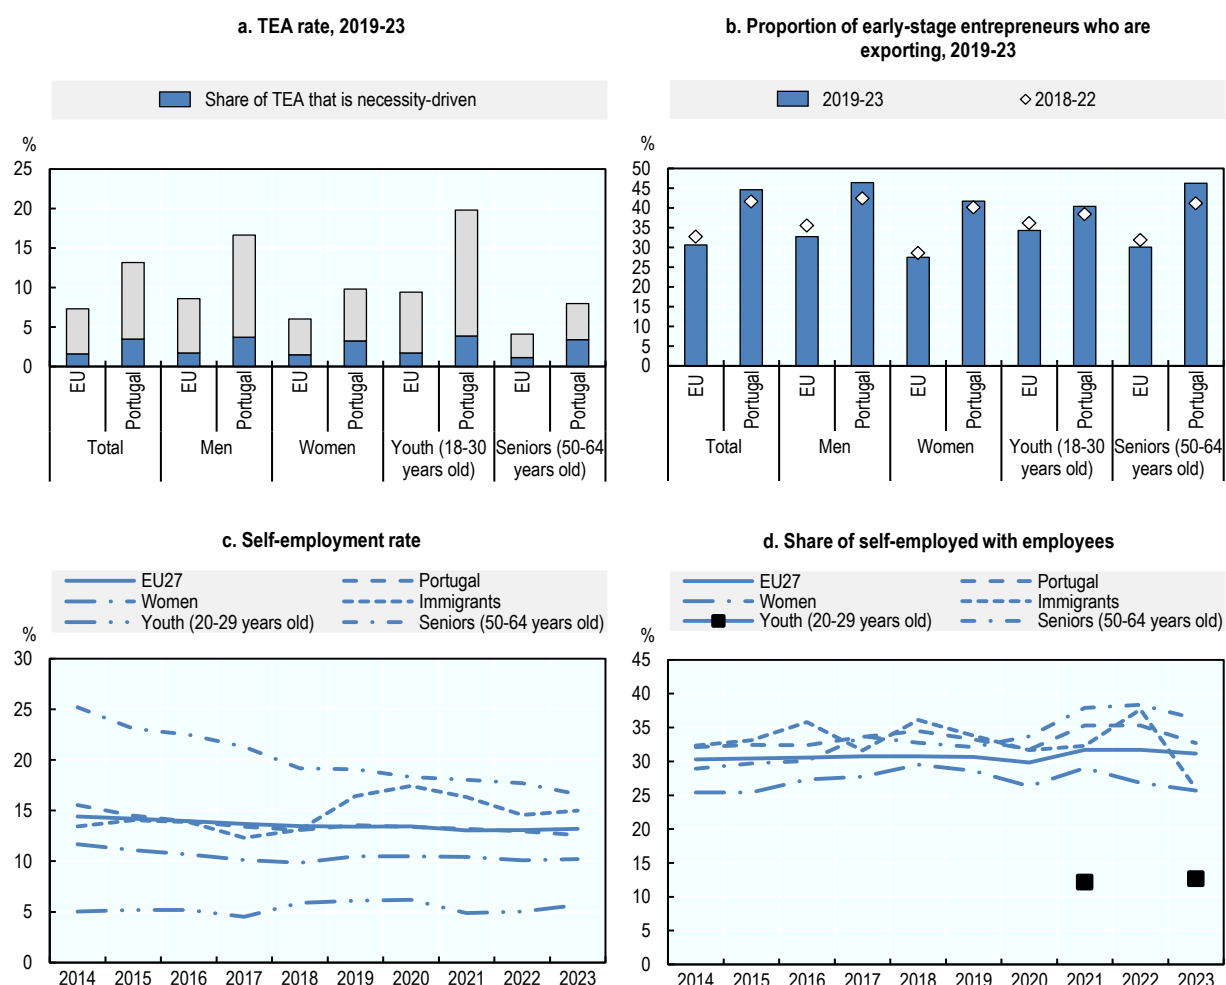 a. TEA rate, 2019-23
Share of TEA that is necessity-driven
%
25
20
15
10
5
0
EU
Portugal
EU
Portugal
EU
Portugal
EU
Portugal
EU
Portugal
Total
Men
Women
Youth (18-30
years old)
Seniors (50-64
years old)
b. Proportion of early-stage entrepreneurs who are
exporting, 2019-23
2019-23
2018-22
%
50
45
40
35
30
25
20
15
10
5
0
EU
Portugal
EU
Portugal
EU
Portugal
EU
Portugal
EU
Portugal
Total
Men
Women
Youth (18-30
years old)
Seniors (50-64
years old)
c. Self-employment rate
EU27
Portugal
Women
Immigrants
Youth (20-29 years old)
Seniors (50-64 years old)
%
30
25
20
15
10
5
0
2014 2015 2016 2017 2018 2019 2020 2021 2022 2023
d. Share of self-employed with employees
EU27
Portugal
Women
Immigrants
Youth (20-29 years old)
Seniors (50-64 years old)
%
45
40
35
30
25
20
15
10
5
0
2014 2015 2016 2017 2018 2019 2020 2021 2022 2023